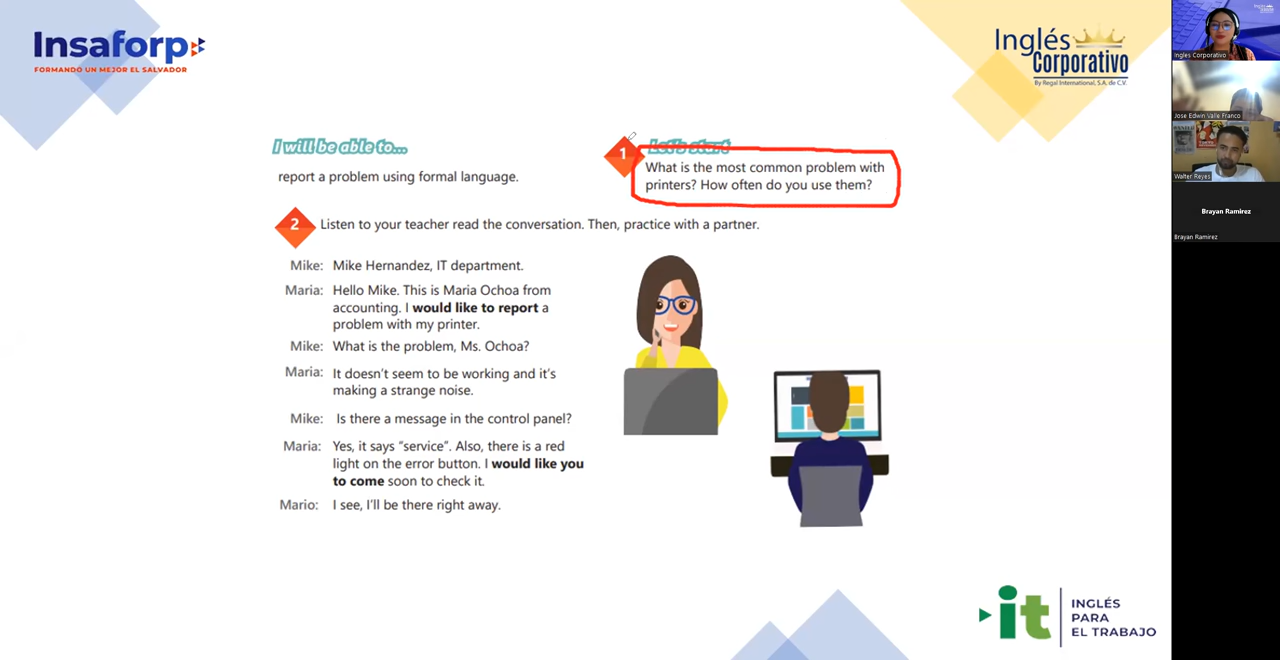 Insaforp
FORMANDO UN MEJOR EL SALVADOR
Inglés
Corporativo
By Regal International, S.A. de C.V.
I will be able to...
report a problem using formal language.
1
Let's start
What is the most common problem with
printers? How often do you use them?
2
Listen to your teacher read the conversation. Then, practice with a partner.
Mike: Mike Hernandez, IT department.
Maria: Hello Mike. This is Maria Ochoa from
accounting. I would like to report a
problem with my printer.
Mike: What is the problem, Ms. Ochoa?
Maria: It doesn't seem to be working and it's
making a strange noise.
Mike: Is there a message in the control panel?
Maria: Yes, it says “service”. Also, there is a red
light on the error button. I would like you
to come soon to check it.
Mario: I see, I'll be there right away.
it
INGLÉS
PARA
EL TRABAJO
Ingles Corporativo
Jose Edwin Valle Franco
Walter Reyes
Brayan Ramirez
Brayan Ramirez